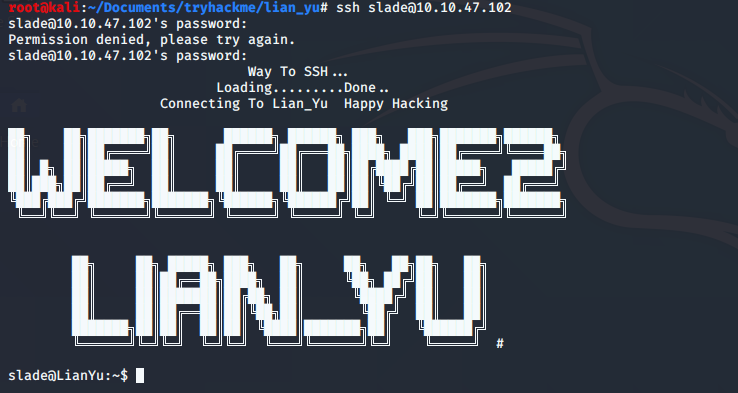 root@kali:~/Documents/tryhackme/lian_yu# ssh slade@10.10.47.102
slade@10.10.47.102's password:
Permission denied, please try again.
slade@10.10.47.102's password:
Way To SSH...
Loading.........Done..
Connecting To Lian_Yu  Happy Hacking
WELCOME2
LIAN_YU #
slade@LianYu:~$